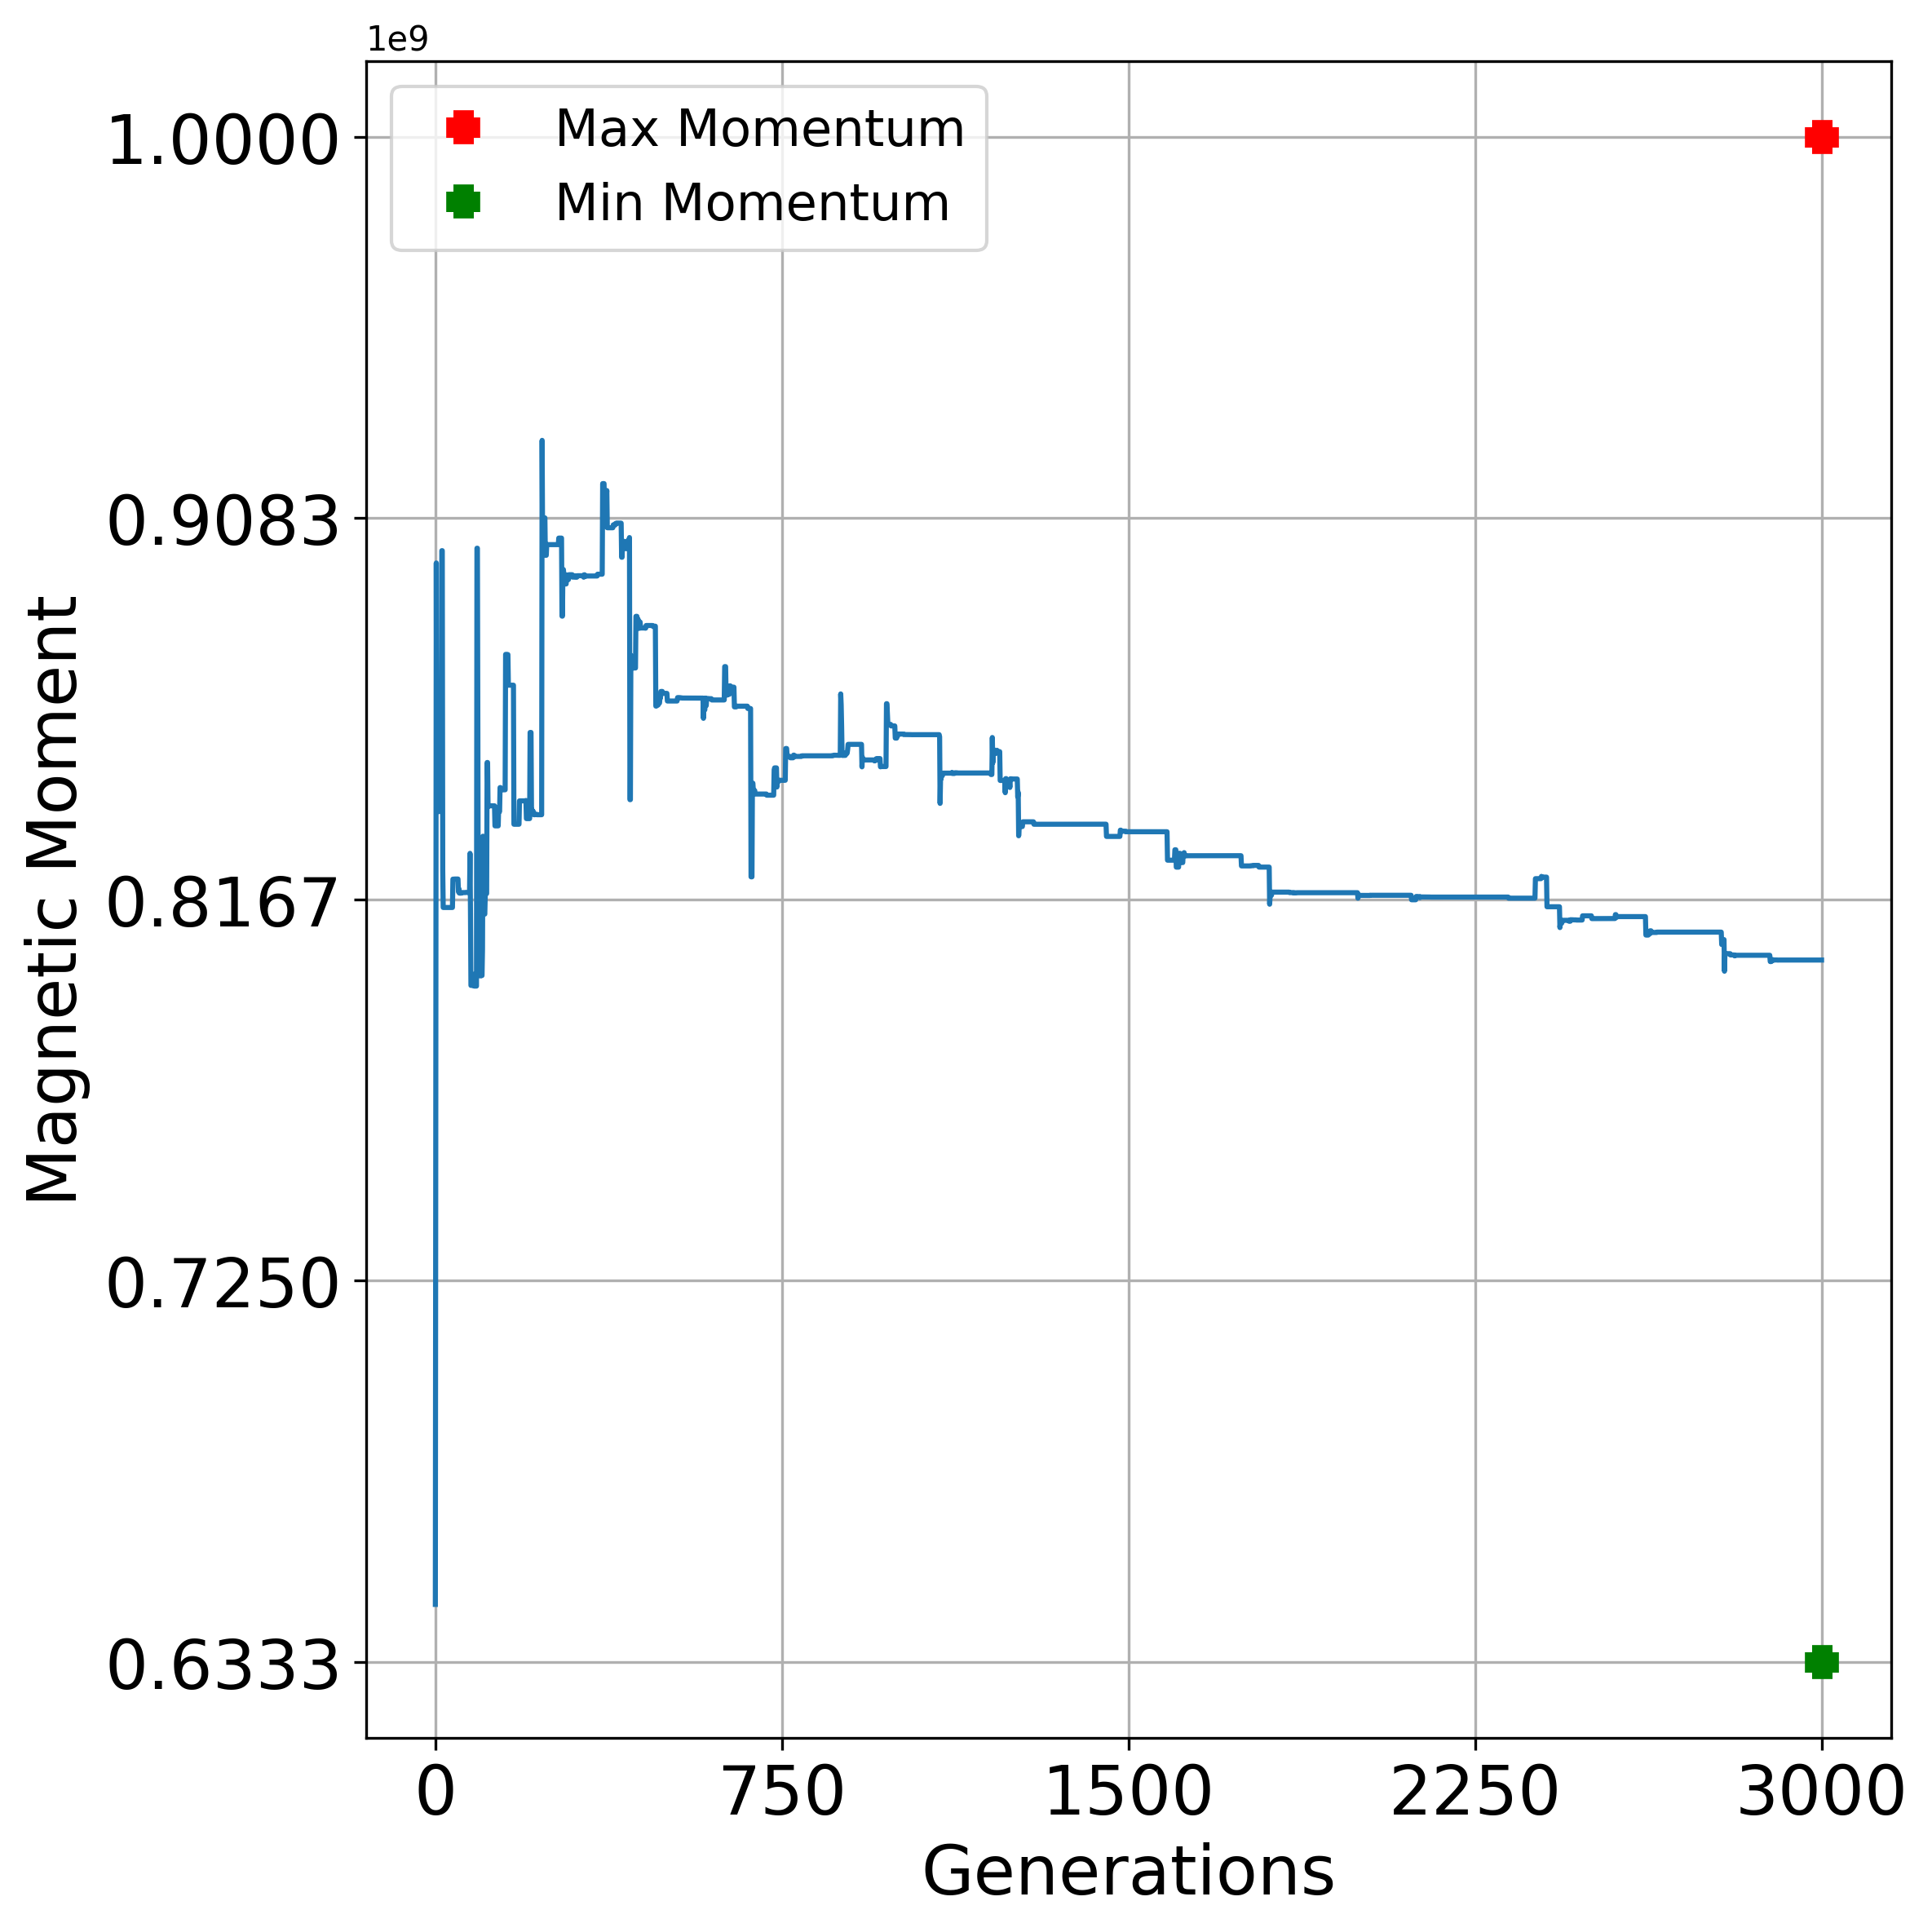 1e9
1.0000
0.9083
0.8167
0.7250
0.6333
Magnetic Moment
Max Momentum
Min Momentum
0 750 1500 2250 3000
Generations